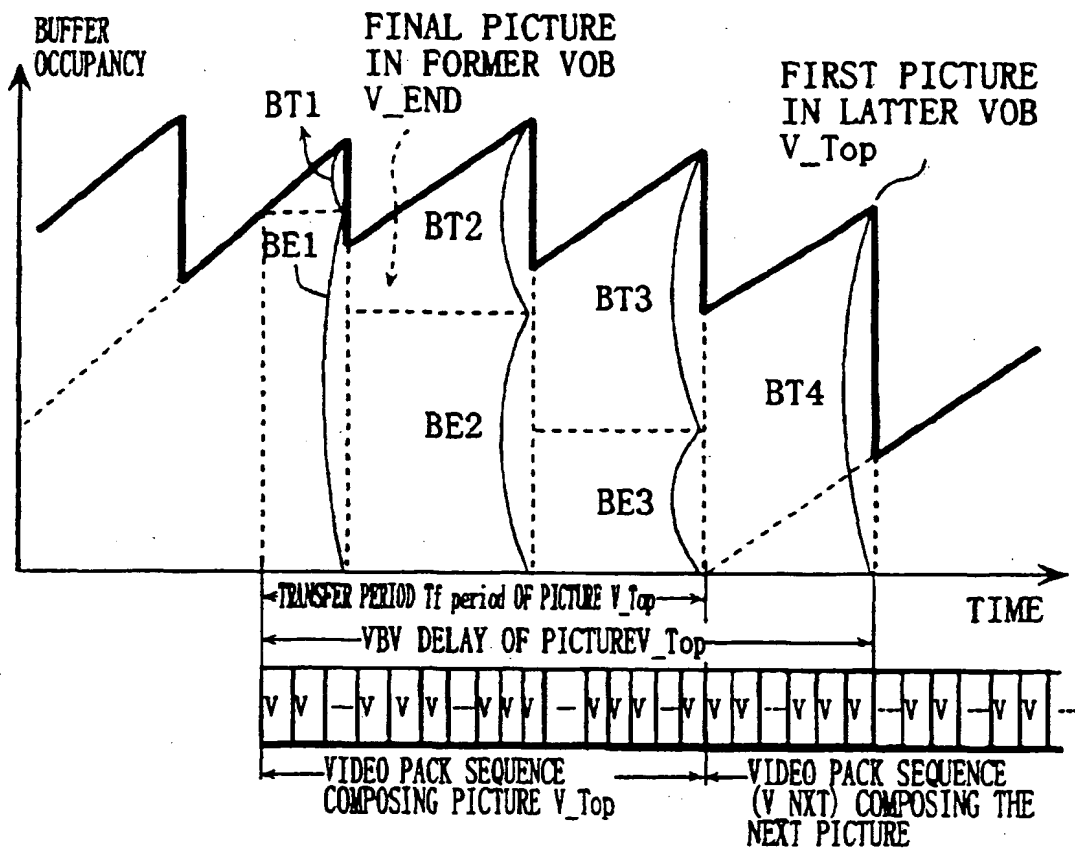 BUFFER
OCCUPANCY
FINAL PICTURE
IN FORMER VOB
V_END
FIRST PICTURE
IN LATTER VOB
V_Top
BT1
BE1
BT2
BT3
BT4
BE2
BE3
TRANSFER PERIOD Tf period OF PICTURE V_Top
TIME
VBV DELAY OF PICTUREV_Top
V V — V V V — V V V — V V V — V V V --- V V V --- V V --- V V ---
VIDEO PACK SEQUENCE
COMPOSING PICTURE V_Top
VIDEO PACK SEQUENCE
(V NXT) COMPOSING THE
NEXT PICTURE